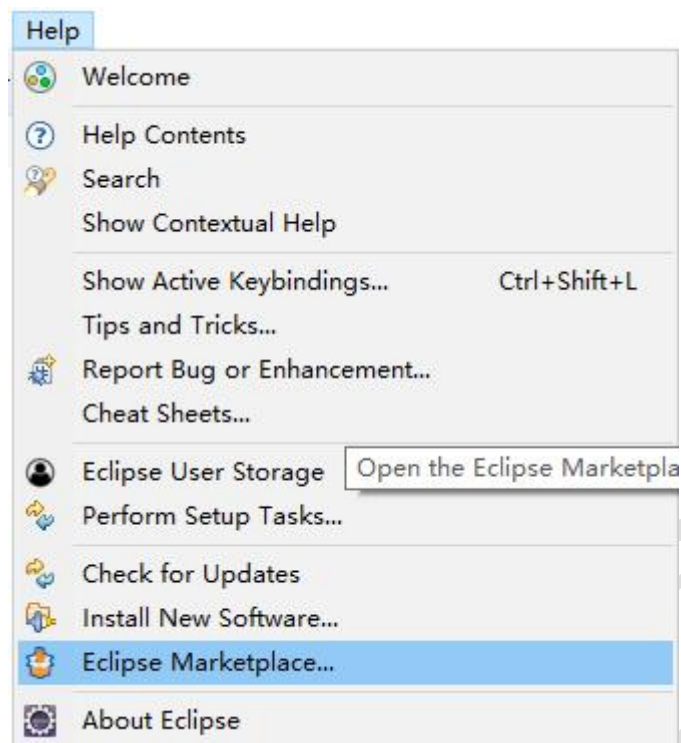 Help
Welcome
Help Contents
Search
Show Contextual Help
Show Active Keybindings... Ctrl+Shift+L
Tips and Tricks...
Report Bug or Enhancement...
Cheat Sheets...
Eclipse User Storage
Open the Eclipse Marketpla
Perform Setup Tasks...
Check for Updates
Install New Software...
Eclipse Marketplace...
About Eclipse